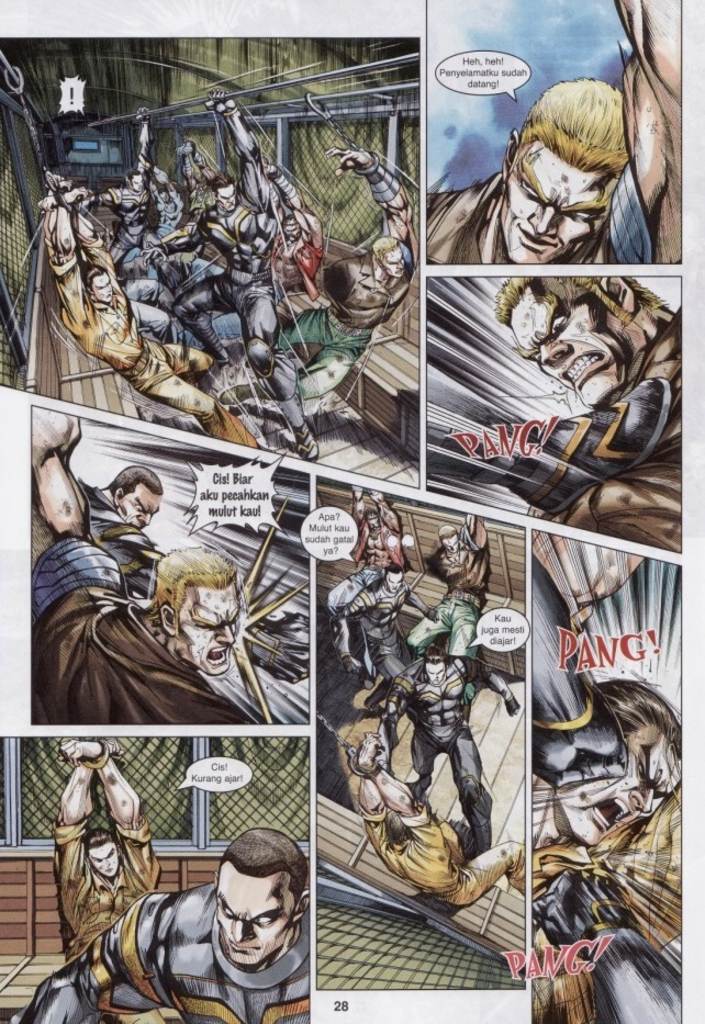 !
Heh, heh!
Penyelamatku sudah
datang!
PANG!
Cis! Biar
aku pecahkan
mulut kau!
Apa?
Mulut kau
sudah gatal
ya?
Kau
juga mesti
diajar!
PANG!
PANG!
Cis!
Kurang ajar!
28